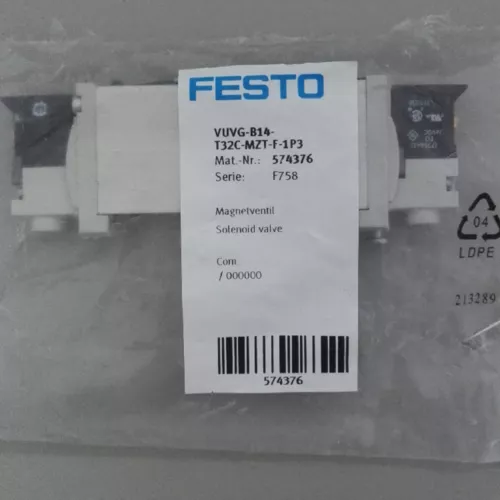 FESTO
VUVG-B14-
T32C-MZT-F-1P3
Mat.-Nr.: 574376
Serie: F758
Magnetventil
Solenoid valve
Com
/ 000000
574376
04
LDPE
213289